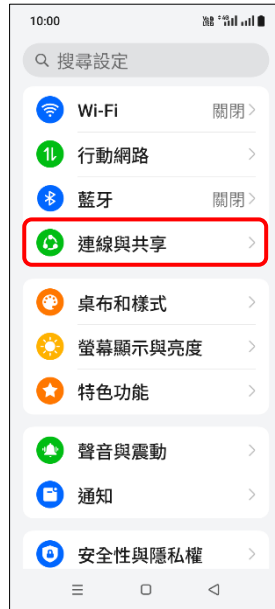 10:00
搜尋設定
Wi-Fi 關閉
行動網路
藍牙 關閉
連線與共享
桌布和樣式
螢幕顯示與亮度
特色功能
聲音與震動
通知
安全性與隱私權